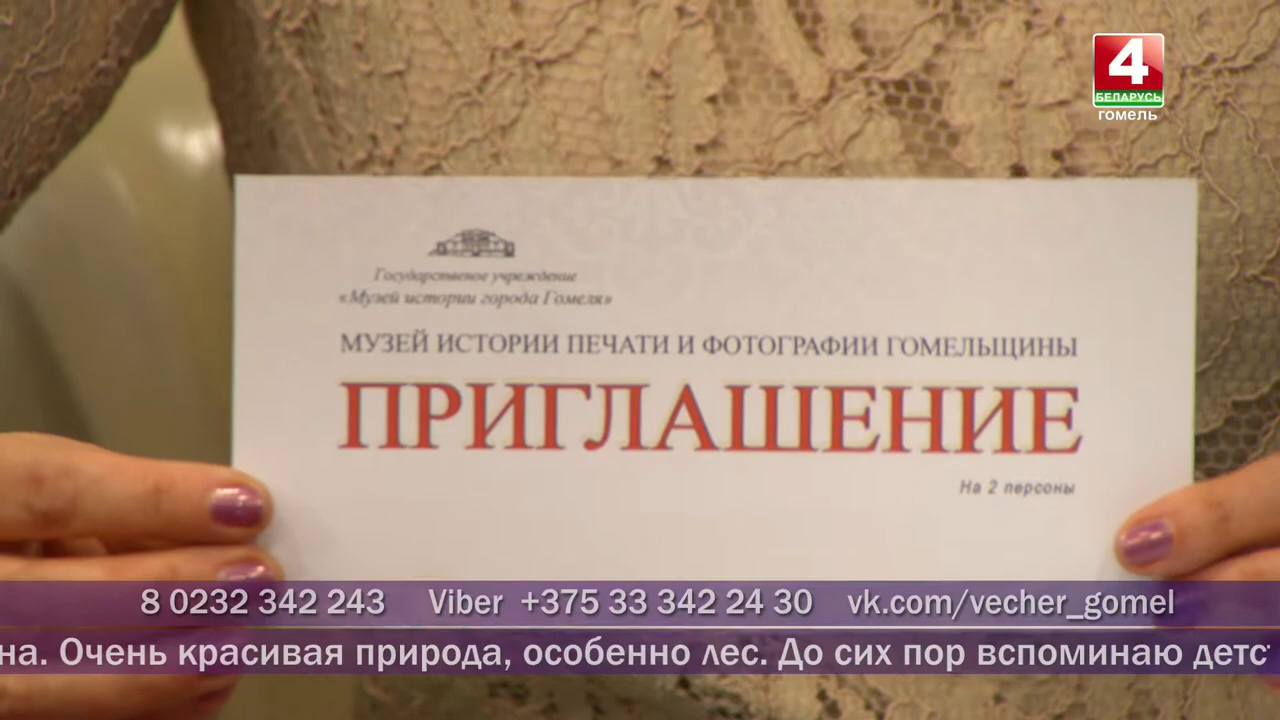 4
БЕЛАРУСЬ
гомель
Государственое учреждение
«Музей истории города Гомеля»
МУЗЕЙ ИСТОРИИ ПЕЧАТИ И ФОТОГРАФИИ ГОМЕЛЬЩИНЫ
ПРИГЛАШЕНИЕ
На 2 персоны
8 0232 342 243 Viber +375 33 342 24 30 vk.com/vecher_gomel
на. Очень красивая природа, особенно лес. До сих пор вспоминаю детс